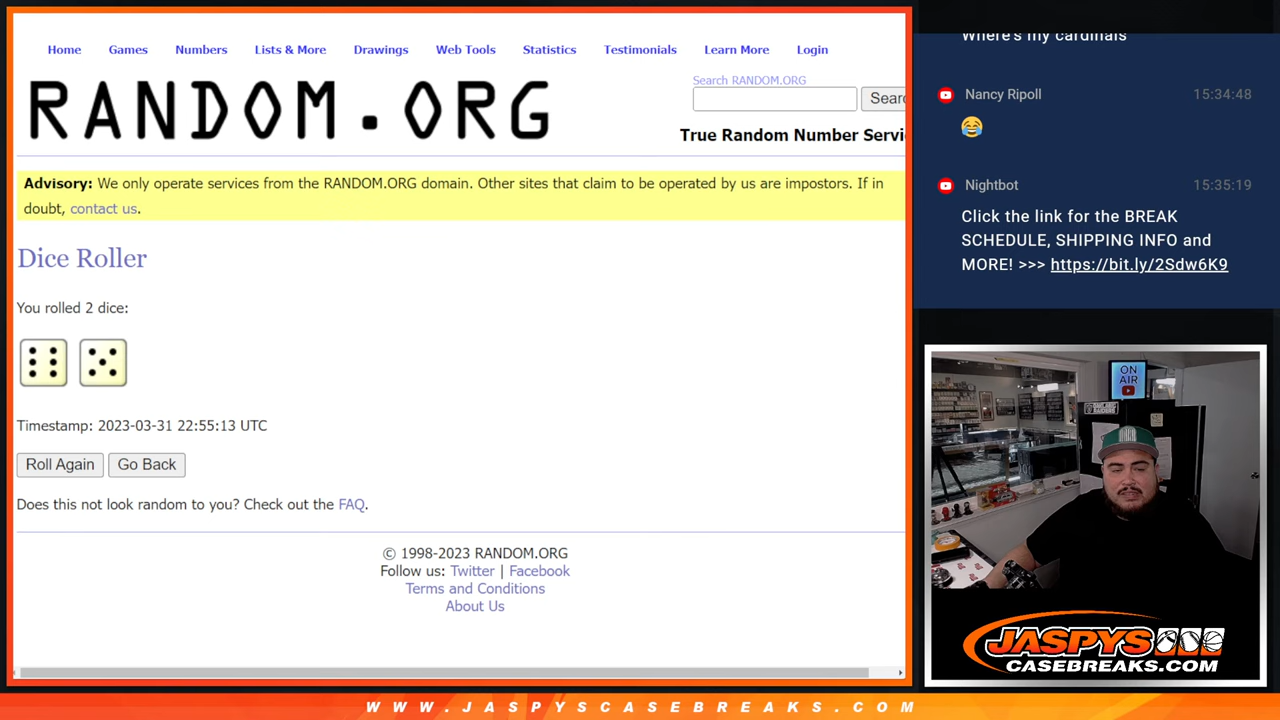 Home Games Numbers Lists & More Drawings Web Tools Statistics Testimonials Learn More Login
RANDOM.ORG
Search RANDOM.ORG
Searc
True Random Number Servi
Advisory: We only operate services from the RANDOM.ORG domain. Other sites that claim to be operated by us are impostors. If in
doubt, contact us.
Dice Roller
You rolled 2 dice:
Timestamp: 2023-03-31 22:55:13 UTC
Roll Again Go Back
Does this not look random to you? Check out the FAQ.
© 1998-2023 RANDOM.ORG
Follow us: Twitter | Facebook
Terms and Conditions
About Us
Where's my cardinals
Nancy Ripoll 15:34:48
😂
Nightbot 15:35:19
Click the link for the BREAK
SCHEDULE, SHIPPING INFO and
MORE! >>> https://bit.ly/2Sdw6K9
ON
AIR
JASPYS
CASEBREAKS.COM
WWW.JASPYSCASEBREAKS.COM